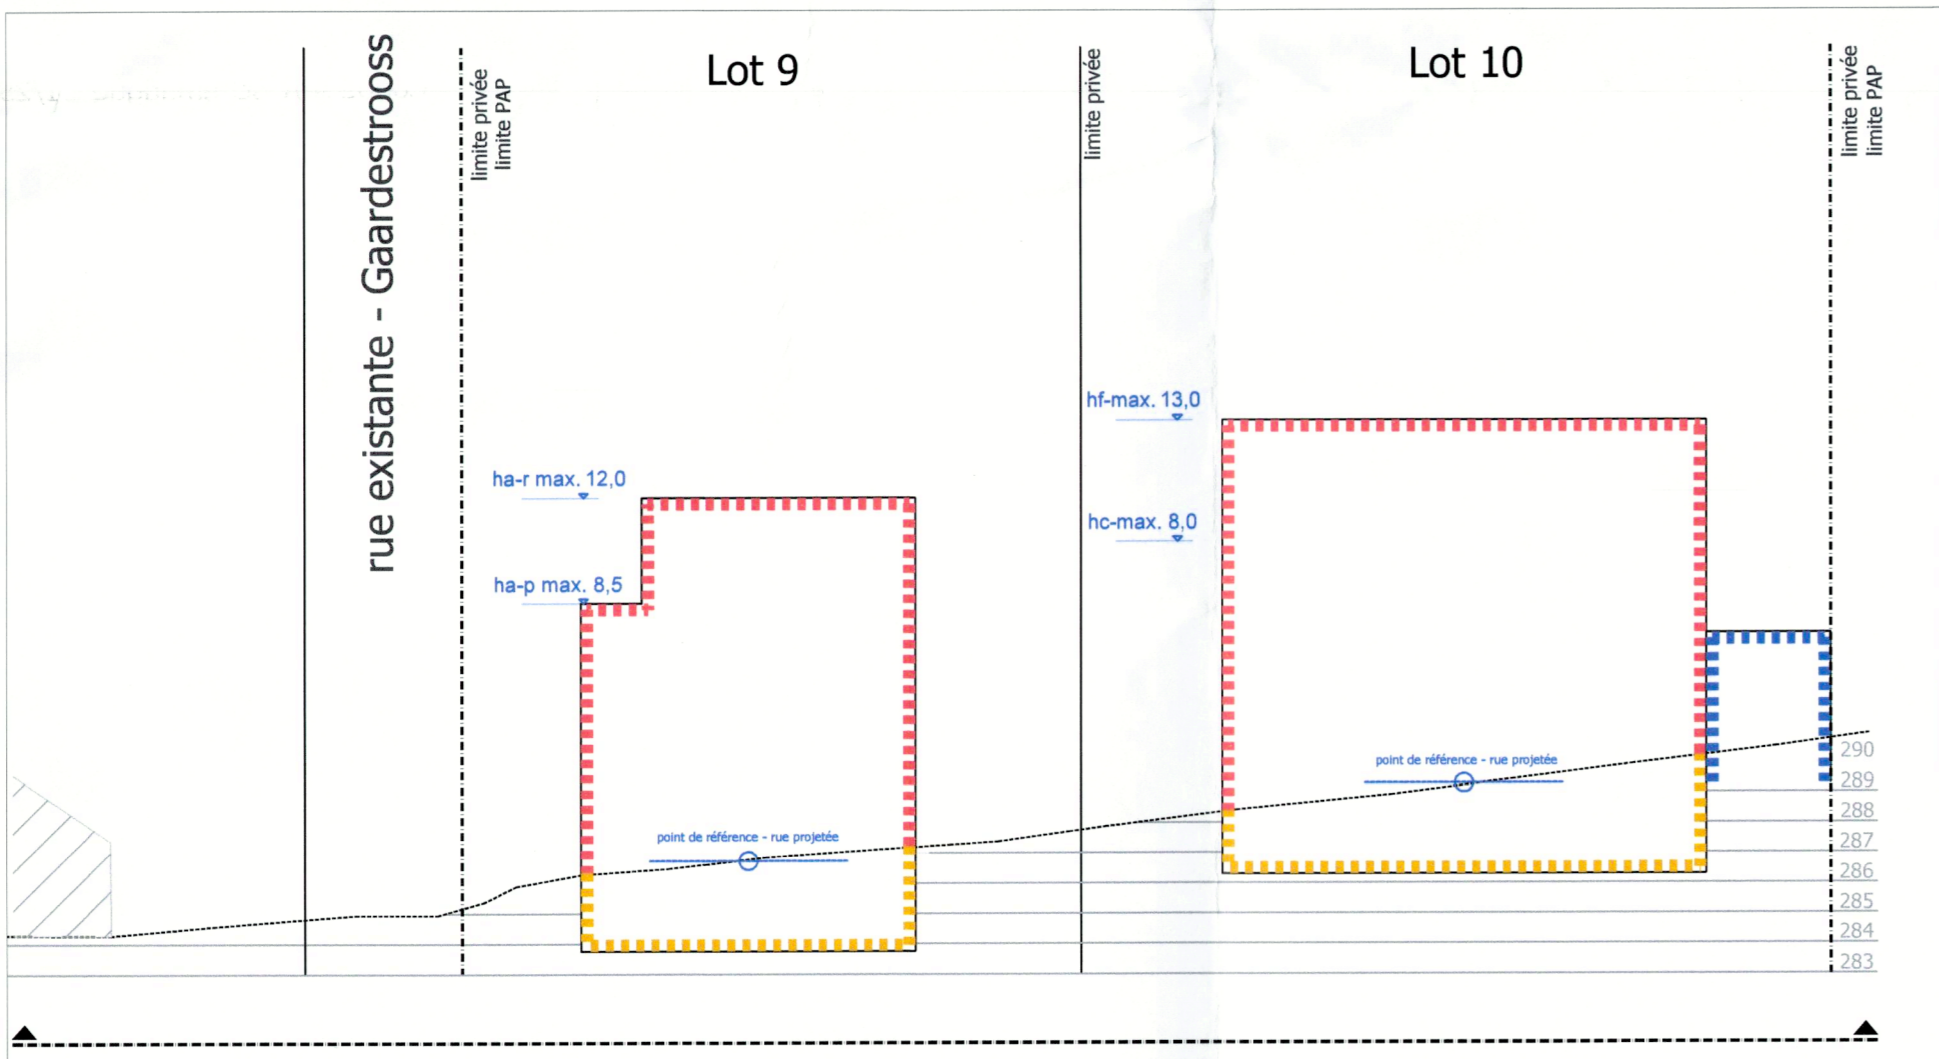 rue existante - Gaardestrooss
limite privée
limite PAP
Lot 9
limite privée
Lot 10
limite privée
limite PAP
hf-max. 13,0
ha-r max. 12,0
hc-max. 8,0
ha-p max. 8,5
point de référence - rue projetée
point de référence - rue projetée
290
289
288
287
286
285
284
283